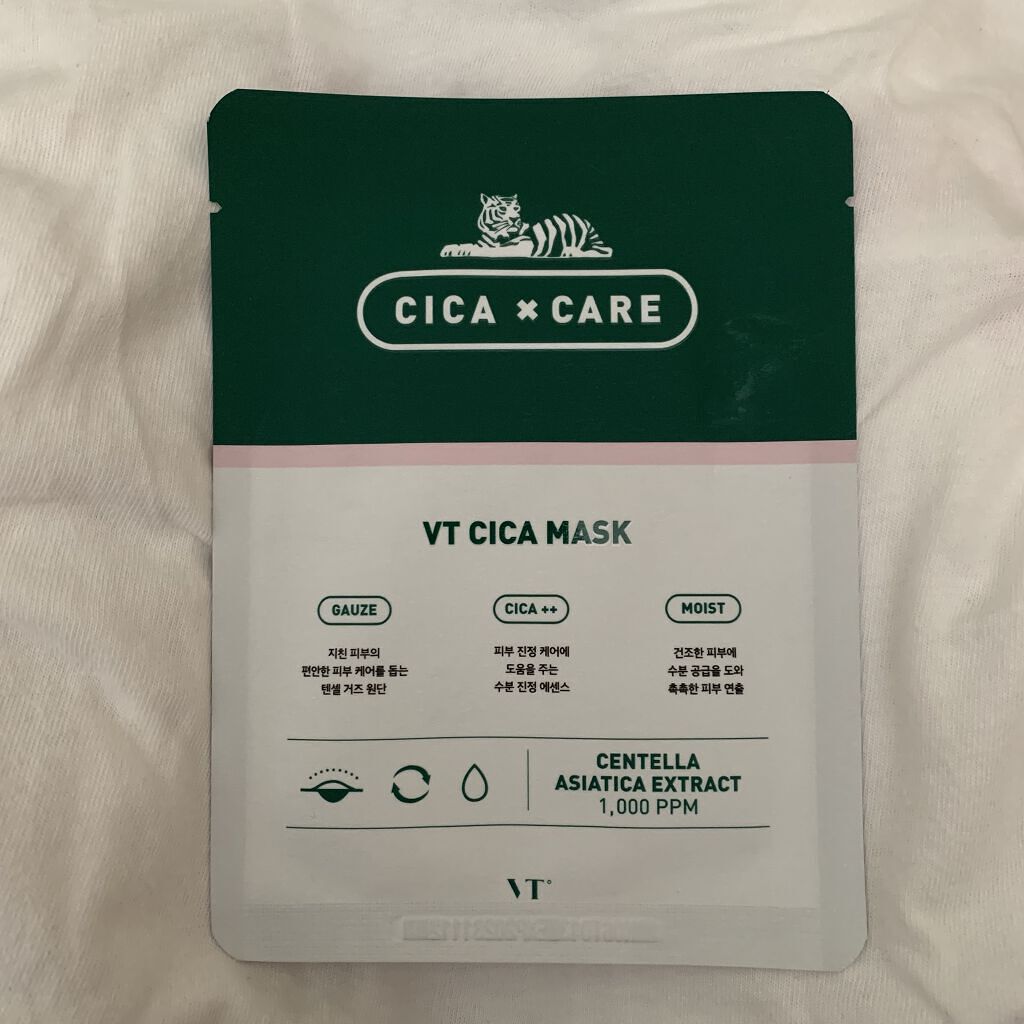 CICA × CARE
VT CICA MASK
GAUZE
지친 피부의
편안한 피부 케어를 돕는
텐셀 거즈 원단
CICA ++
피부 진정 케어에
도움을 주는
수분 진정 에센스
MOIST
건조한 피부에
수분 공급을 도와
촉촉한 피부 연출
CENTELLA
ASIATICA EXTRACT
1,000 PPM
VT